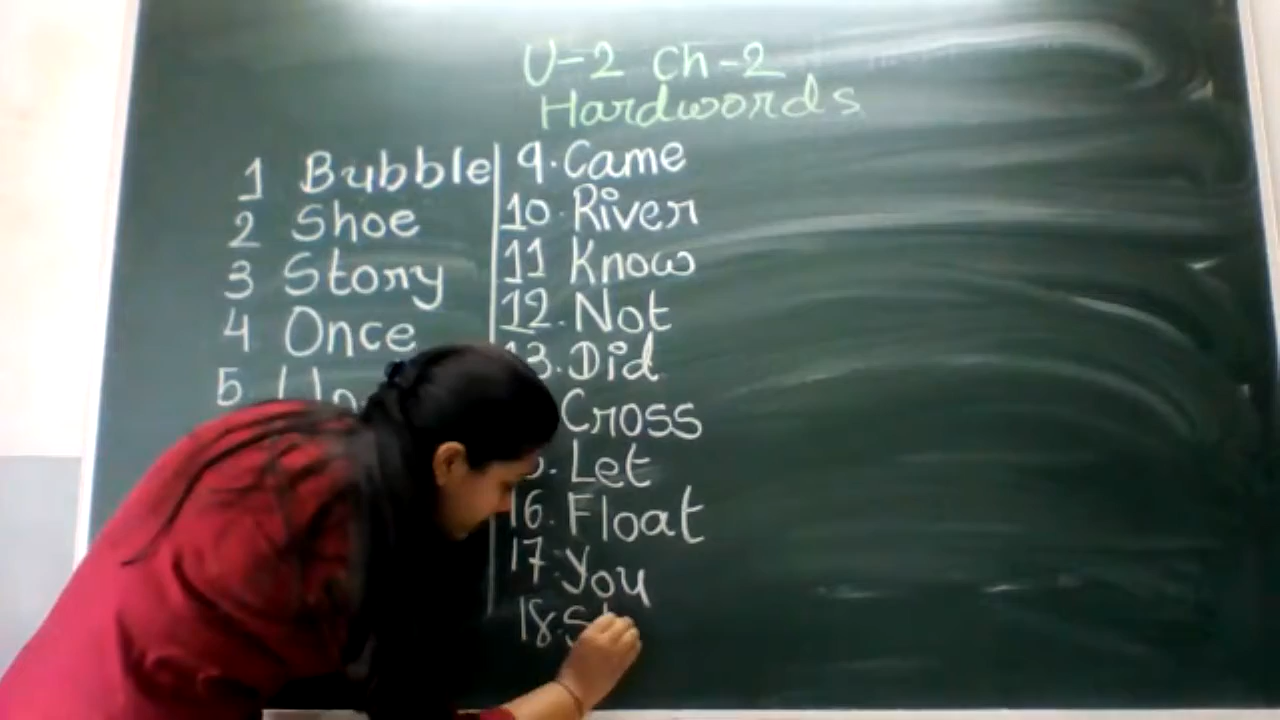 U-2 Ch-2
Hardwords
1 Bubble
2 Shoe
3 Story
4 Once
5
9. Came
10. River
11 Know
12. Not
13. Did
Cross
Let
16. Float
17. You
18.